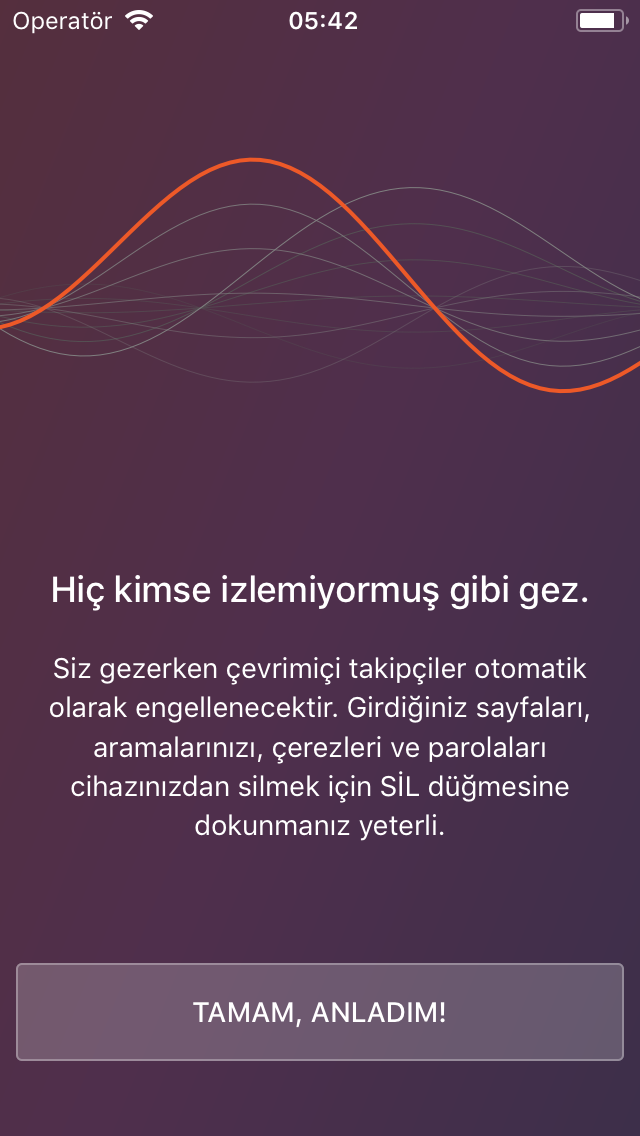 Operatör 05:42
Hiç kimse izlemiyormuş gibi gez.
Siz gezerken çevrimiçi takipçiler otomatik
olarak engellenecektir. Girdiğiniz sayfaları,
aramalarınızı, çerezleri ve parolaları
cihazınızdan silmek için SİL düğmesine
dokunmanız yeterli.
TAMAM, ANLADIM!